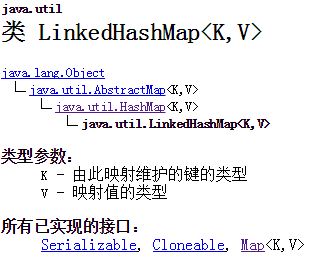 java.util
类 LinkedHashMap<K,V>
java.lang.Object
java.util.AbstractMap<K,V>
java.util.HashMap<K,V>
java.util.LinkedHashMap<K,V>
类型参数：
K - 由此映射维护的键的类型
V - 映射值的类型
所有已实现的接口：
Serializable, Cloneable, Map<K,V>